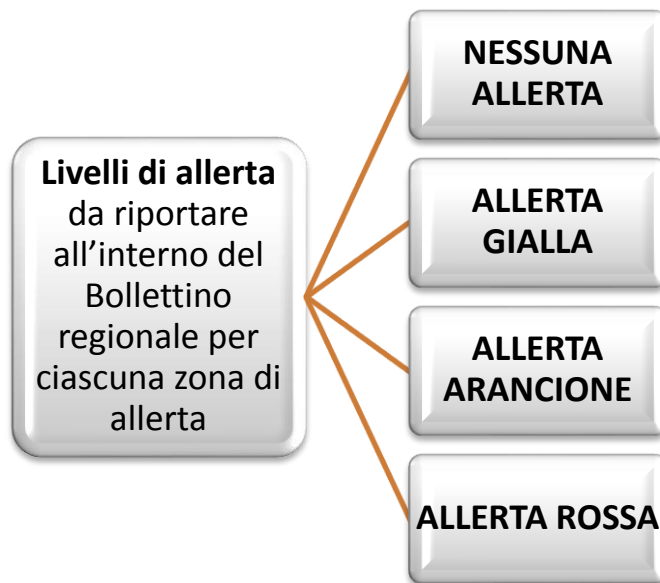 Livelli di allerta
da riportare
all’interno del
Bollettino
regionale per
ciascuna zona di
allerta
NESSUNA
ALLERTA
ALLERTA
GIALLA
ALLERTA
ARANCIONE
ALLERTA ROSSA